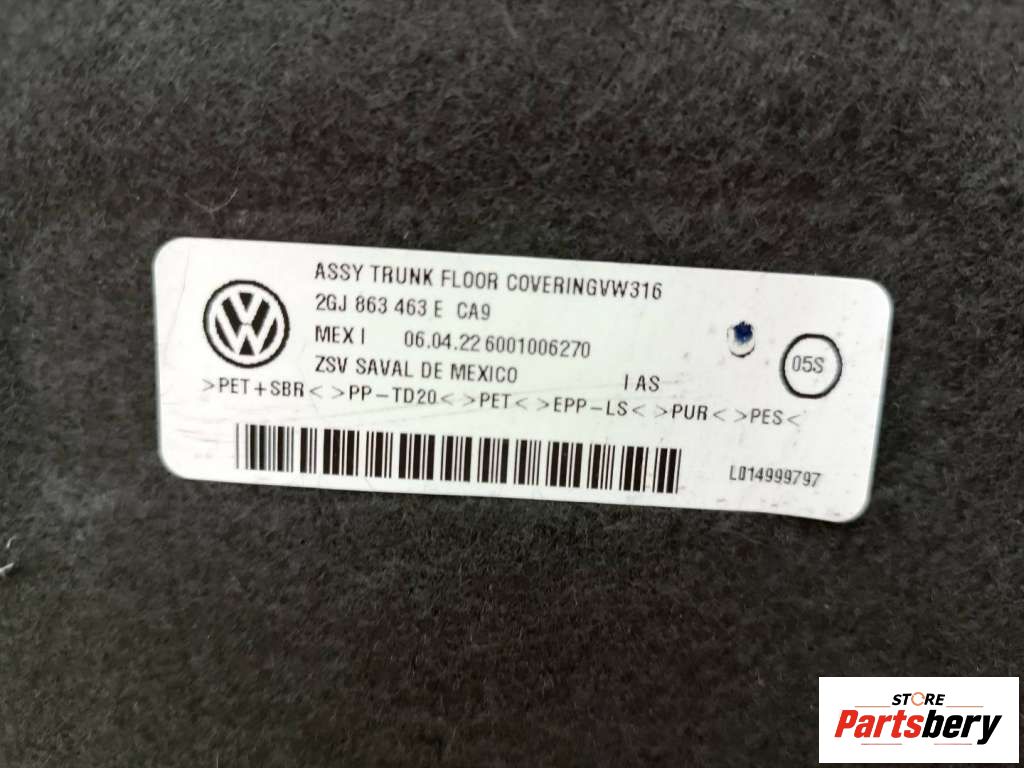 ASSY TRUNK FLOOR COVERINGVW316
2GJ 863 463 E CA9
MEX I 06.04.22 6001006270
ZSV SAVAL DE MEXICO I AS
05S
>PET+SBR< >PP-TD20< >PET< >EPP-LS< >PUR< >PES<
L014999797
STORE
Partsbery